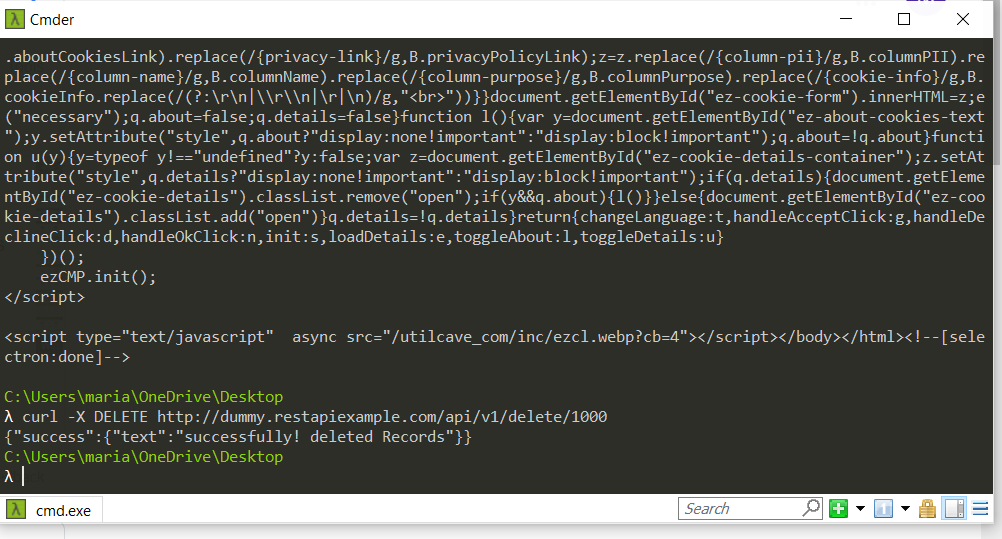 Cmder
.aboutCookiesLink).replace(/{privacy-link}/g,B.privacyPolicyLink);z=z.replace(/{column-pii}/g,B.columnPII).re
place(/{column-name}/g,B.columnName).replace(/{column-purpose}/g,B.columnPurpose).replace(/{cookie-info}/g,B.
cookieInfo.replace(/(?:\r\n|\\r\\n|\r|\n)/g,"<br>"))}}document.getElementById("ez-cookie-form").innerHTML=z;e
("necessary");q.about=false;q.details=false}function l(){var y=document.getElementById("ez-about-cookies-text
");y.setAttribute("style",q.about?"display:none!important":"display:block!important");q.about=!q.about}functi
on u(y){y=typeof y!=="undefined"?y:false;var z=document.getElementById("ez-cookie-details-container");z.setAt
tribute("style",q.details?"display:none!important":"display:block!important");if(q.details){document.getEleme
ntById("ez-cookie-details").classList.remove("open");if(y&&q.about){l()}}else{document.getElementById("ez-coo
kie-details").classList.add("open")}q.details=!q.details}return{changeLanguage:t,handleAcceptClick:g,handleDe
clineClick:d,handleOkClick:n,init:s,loadDetails:e,toggleAbout:l,toggleDetails:u}
})();
ezCMP.init();
</script>
<script type="text/javascript"  async src="/utilcave_com/inc/ezcl.webp?cb=4"></script></body></html><!--[sele
ctron:done]-->
C:\Users\maria\OneDrive\Desktop
λ curl -X DELETE http://dummy.restapiexample.com/api/v1/delete/1000
{"success":{"text":"successfully! deleted Records"}}
C:\Users\maria\OneDrive\Desktop
λ
cmd.exe
Search